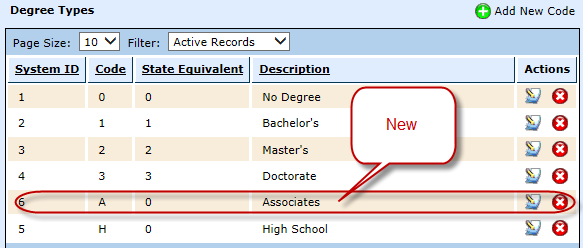 Degree Types Add New Code
Page Size: 10 Filter: Active Records
System ID Code State Equivalent Description Actions
1 0 0 No Degree
2 1 1 Bachelor's
New
3 2 2 Master's
4 3 3 Doctorate
6 A 0 Associates
5 H 0 High School